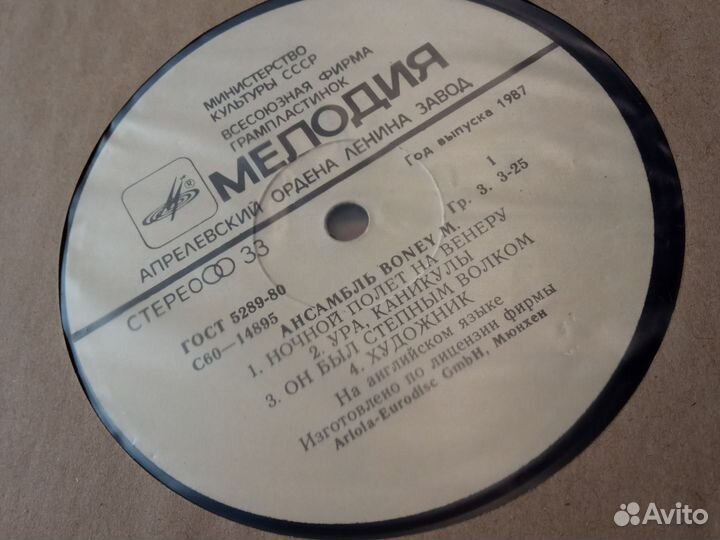 МИНИСТЕРСТВО
КУЛЬТУРЫ СССР
ВСЕСОЮЗНАЯ ФИРМА
ГРАМПЛАСТИНОК
МЕЛОДИЯ
АПРЕЛЕВСКИЙ ОРДЕНА ЛЕНИНА ЗАВОД
СТЕРЕО 33
Год выпуска 1987
ГОСТ 5289-80
С60—14895
1
Гр. 3. 3-25
АНСАМБЛЬ BONEY M.
1. НОЧНОЙ ПОЛЕТ НА ВЕНЕРУ
2. УРА, КАНИКУЛЫ
3. ОН БЫЛ СТЕПНЫМ ВОЛКОМ
4. ХУДОЖНИК
На английском языке
Изготовлено по лицензии фирмы
Ariola-Eurodisc GmbH, Мюнхен
Avito